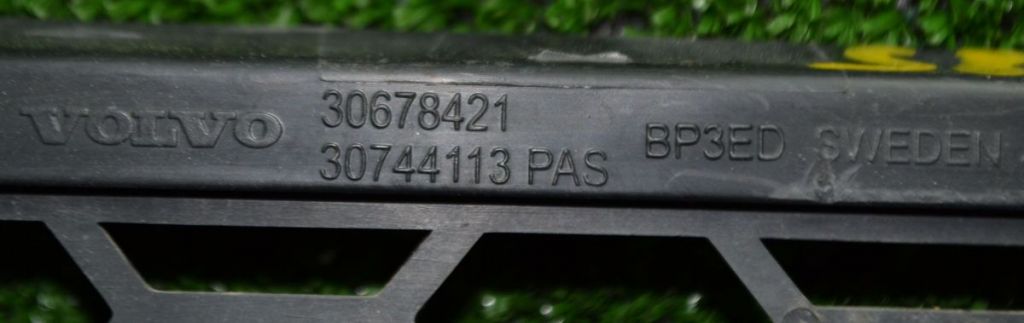 VOLVO
30678421
30744113 PAS
BP3ED SWEDEN